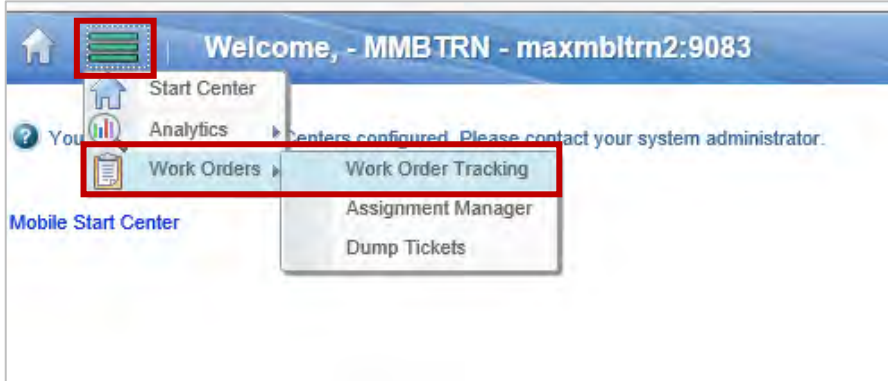 Welcome, - MMBTRN - maxmbltrn2:9083
Start Center
You Centers configured. Please contact your system administrator.
Analytics
Work Orders
Work Order Tracking
Mobile Start Center
Assignment Manager
Dump Tickets